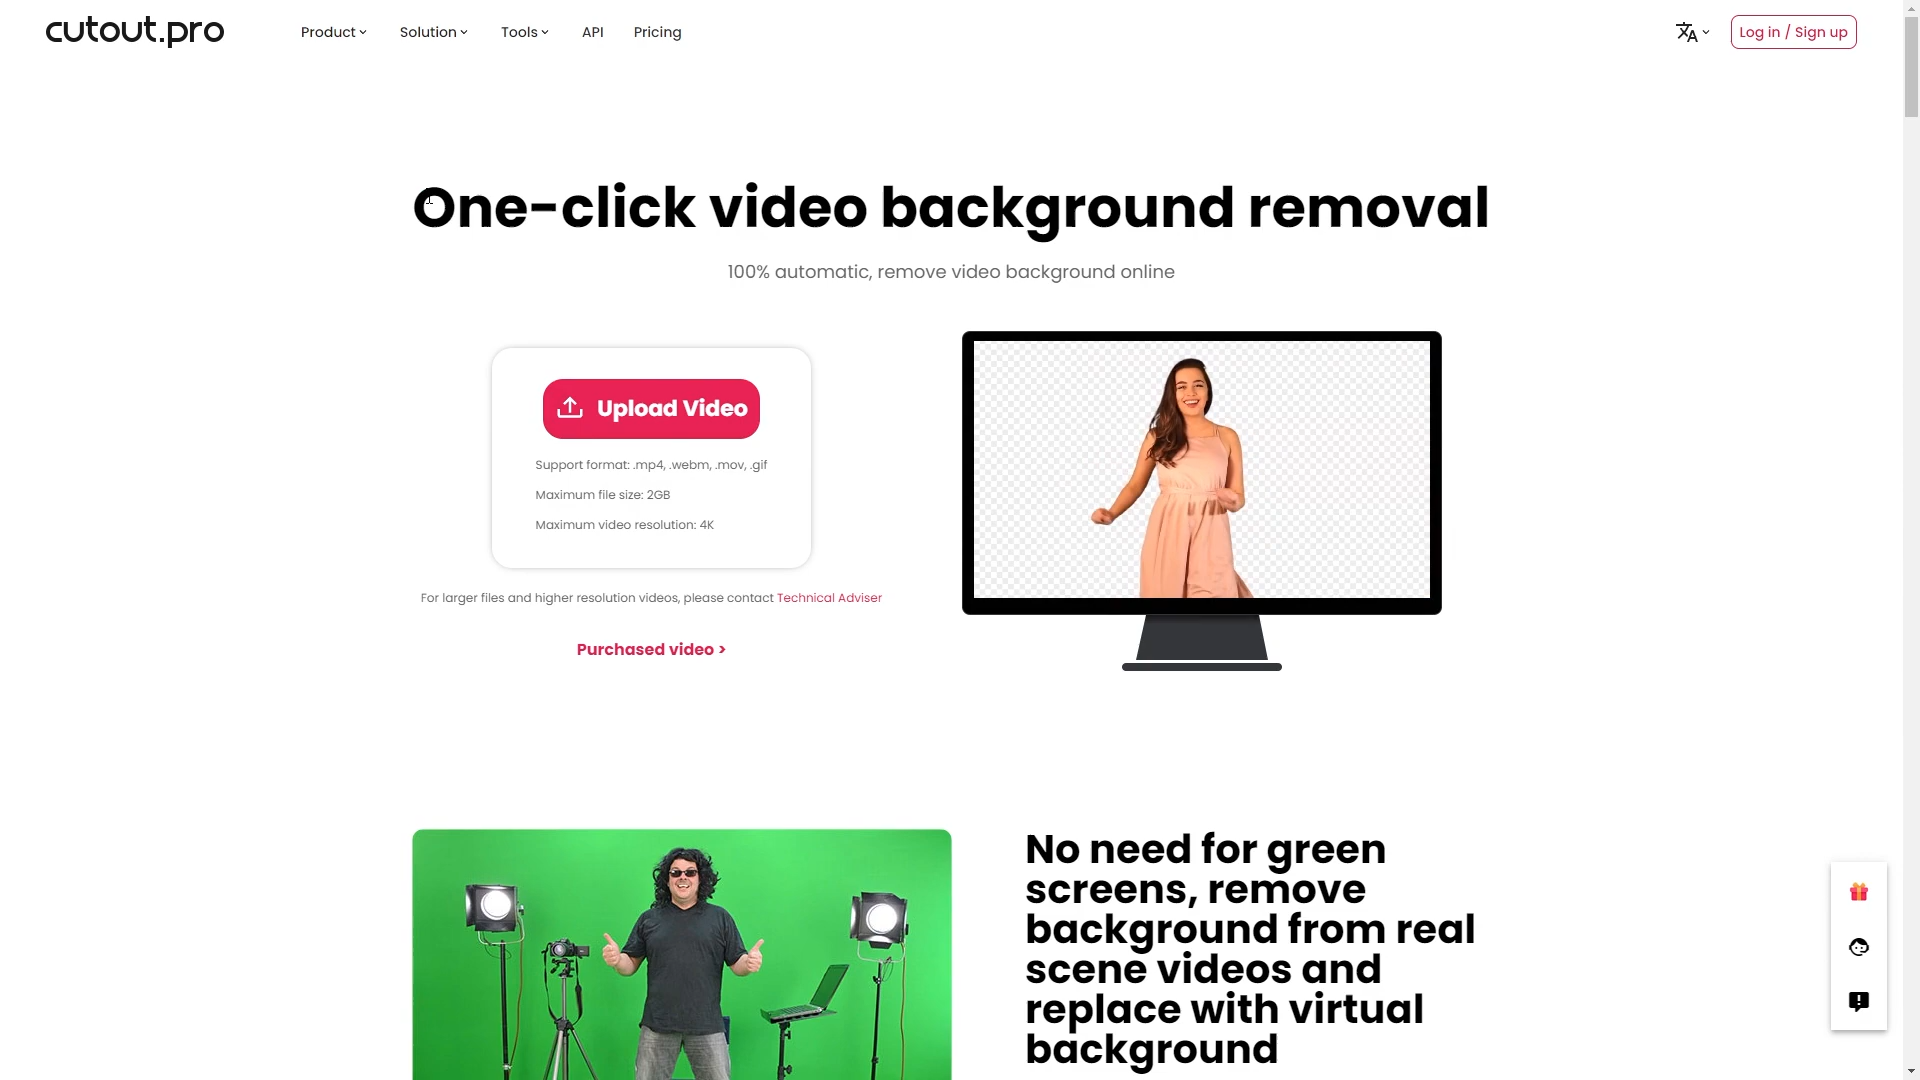 cutout.pro
Product
Solution
Tools
API
Pricing
Log in / Sign up
One-click video background removal
100% automatic, remove video background online
Upload Video
Support format: .mp4, .webm, .mov, .gif
Maximum file size: 2GB
Maximum video resolution: 4K
For larger files and higher resolution videos, please contact Technical Adviser
Purchased video >
No need for green
screens, remove
background from real
scene videos and
replace with virtual
background